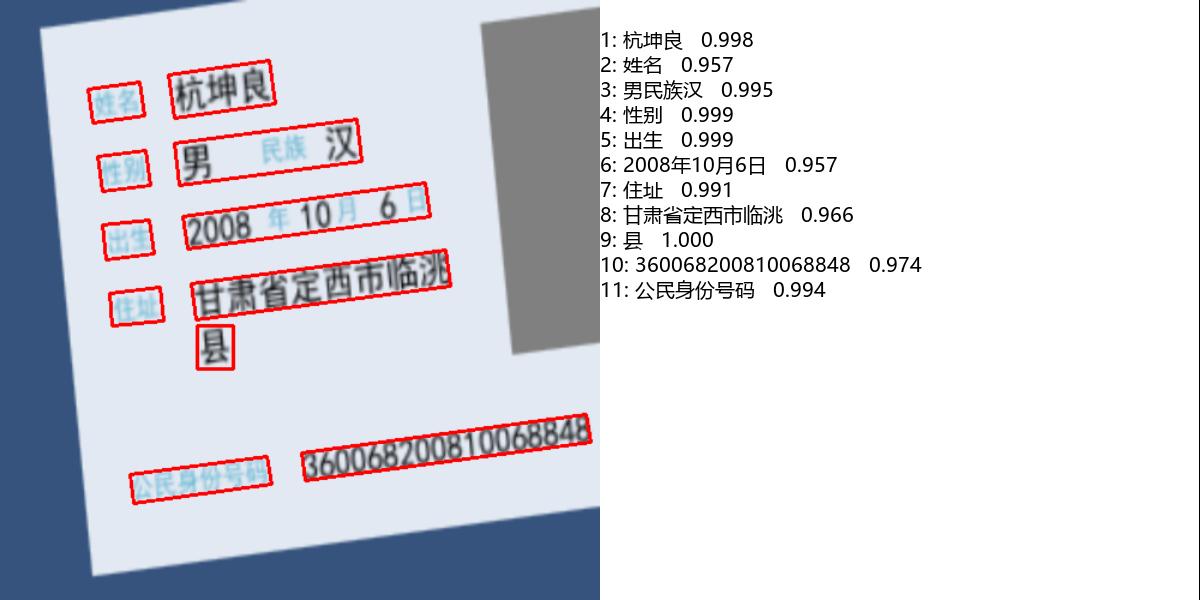 姓名 杭坤良
性别 男 民族 汉
出生 2008 年 10 月 6 日
住址 甘肃省定西市临洮
县
公民身份号码 360068200810068848
1: 杭坤良 0.998
2: 姓名 0.957
3: 男民族汉 0.995
4: 性别 0.999
5: 出生 0.999
6: 2008年10月6日 0.957
7: 住址 0.991
8: 甘肃省定西市临洮 0.966
9: 县 1.000
10: 360068200810068848 0.974
11: 公民身份号码 0.994